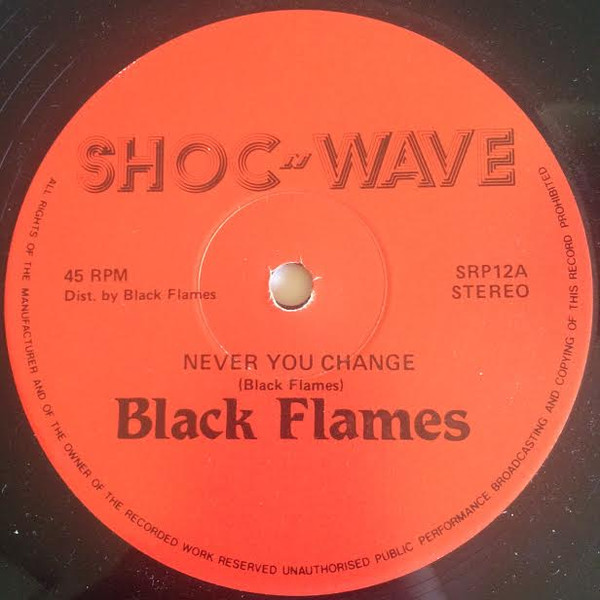 SHOC N WAVE
45 RPM
Dist. by Black Flames
SRP12A
STEREO
NEVER YOU CHANGE
(Black Flames)
Black Flames
ALL RIGHTS OF THE MANUFACTURER AND OF THE OWNER OF THE RECORDED WORK RESERVED UNAUTHORISED PUBLIC PERFORMANCE BROADCASTING AND COPYING OF THIS RECORD PROHIBITED